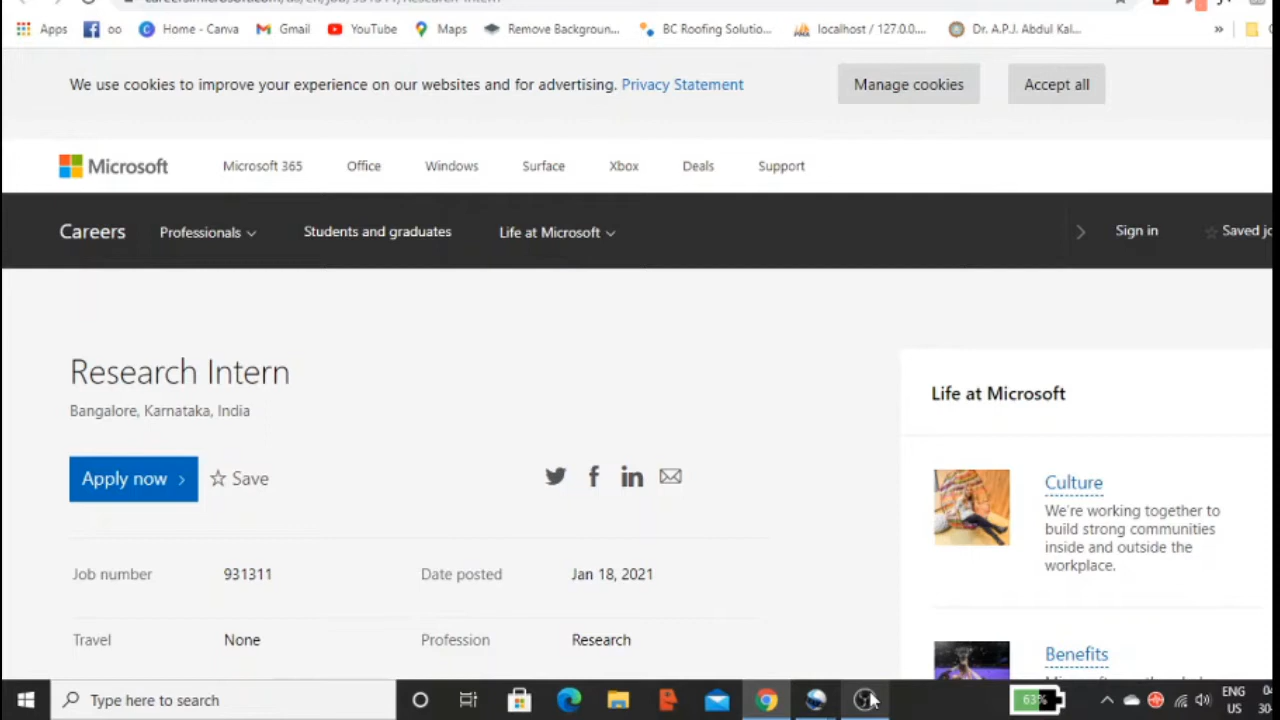 Apps
oo
Home - Canva
Gmail
YouTube
Maps
Remove Backgroun...
BC Roofing Solutio...
localhost / 127.0.0....
Dr. A.P.J. Abdul Kal...
»
We use cookies to improve your experience on our websites and for advertising. Privacy Statement
Manage cookies
Accept all
Microsoft
Microsoft 365
Office
Windows
Surface
Xbox
Deals
Support
Careers
Professionals
Students and graduates
Life at Microsoft
Sign in
Saved jo
Research Intern
Bangalore, Karnataka, India
Apply now
Save
Job number 931311 Date posted Jan 18, 2021
Travel None Profession Research
Life at Microsoft
Culture
We're working together to
build strong communities
inside and outside the
workplace.
Benefits
Type here to search
63%
ENG
US